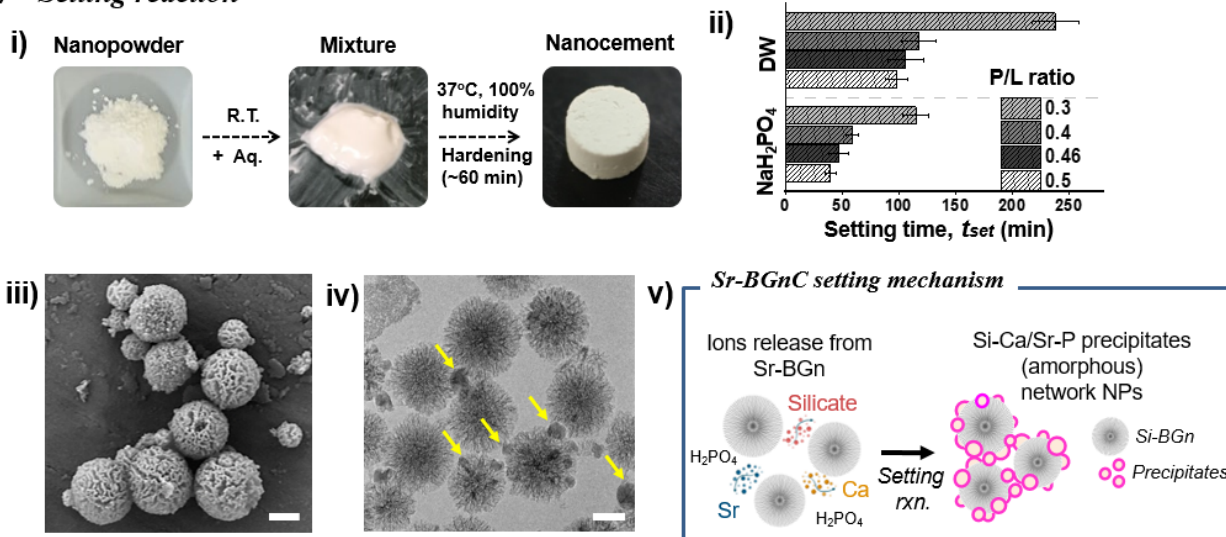 Setting reaction
i)
Nanopowder
Mixture
Nanocement
R.T.
+ Aq.
37°C, 100%
humidity
Hardening
(~60 min)
ii)
DW
NaH₂PO₄
P/L ratio
0.3
0.4
0.46
0.5
0 50 100 150 200 250
Setting time, tset (min)
iii)
iv)
v)
Sr-BGnC setting mechanism
Ions release from
Sr-BGn
Silicate
H₂PO₄
Sr
Ca
H₂PO₄
Setting
rxn.
Si-Ca/Sr-P precipitates
(amorphous)
network NPs
Si-BGn
Precipitates